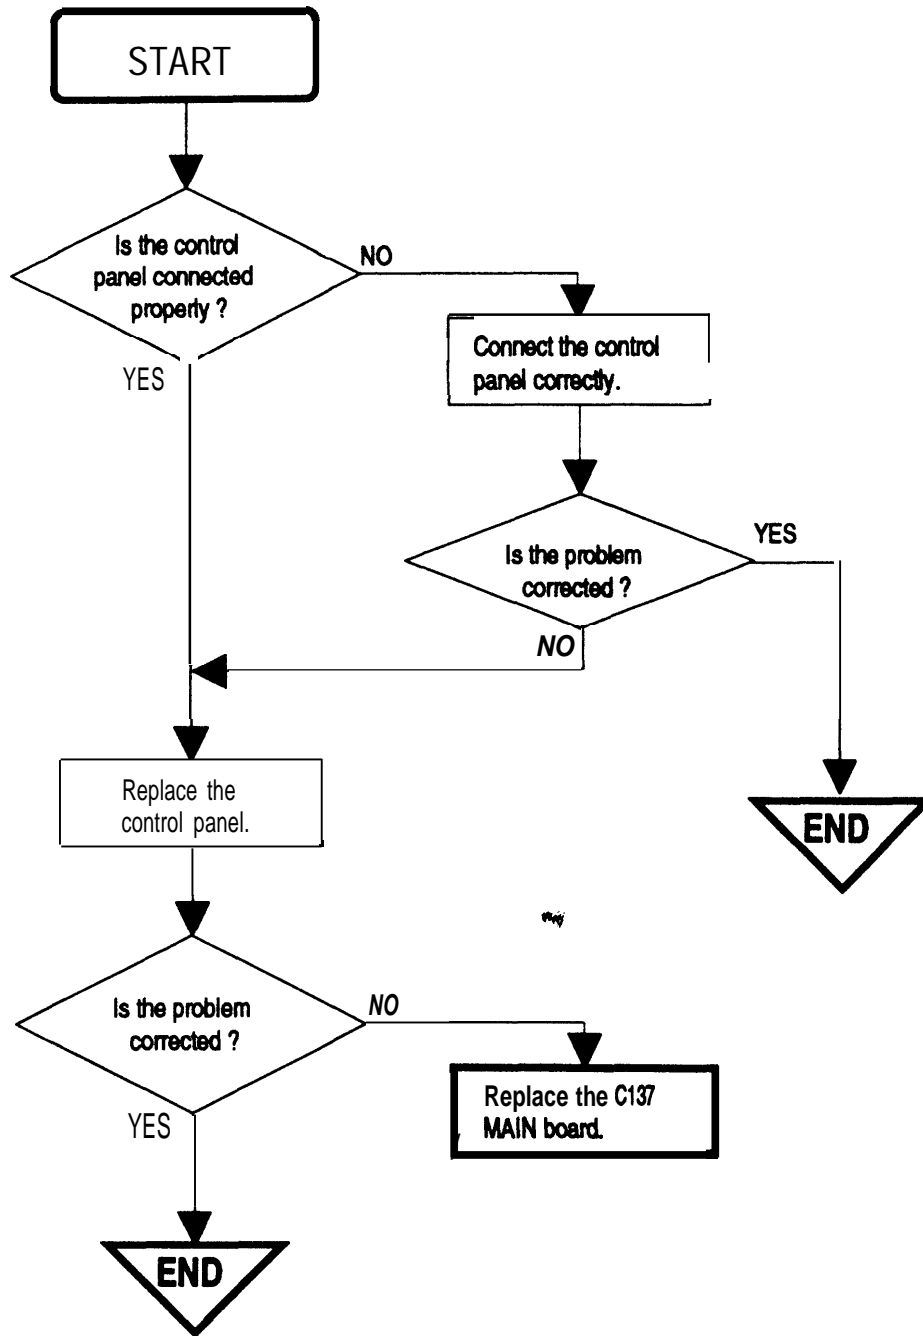 START
Is the control
panel connected
properly ?
NO
YES
Connect the control
panel correctly.
Is the problem
corrected ?
YES
NO
Replace the
control panel.
END
Is the problem
corrected ?
NO
YES
Replace the C137
MAIN board.
END